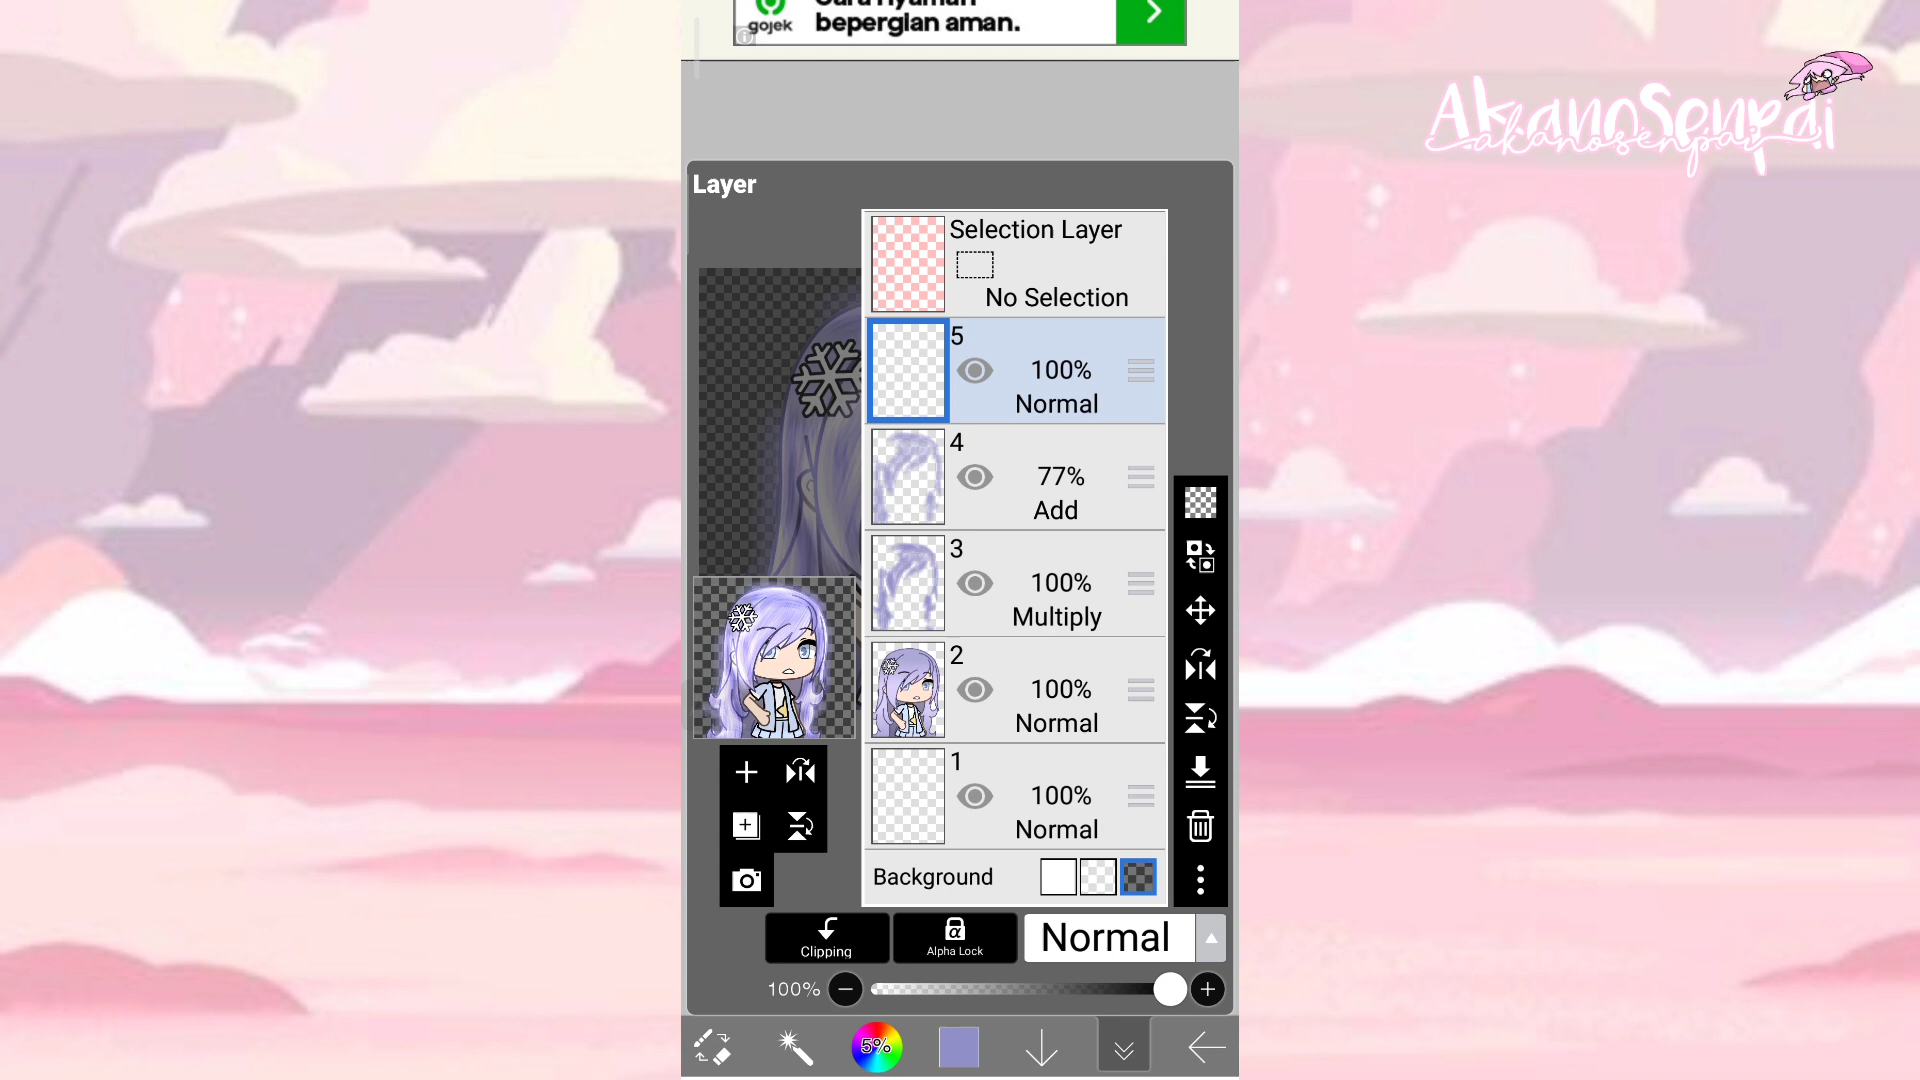 gojek
beperglan aman.
AkanoSenpai
akanosenpai
Layer
Selection Layer
No Selection
5
100%
Normal
4
77%
Add
3
100%
Multiply
2
100%
Normal
1
100%
Normal
Background
Clipping
α
Alpha Lock
Normal
100%
5%